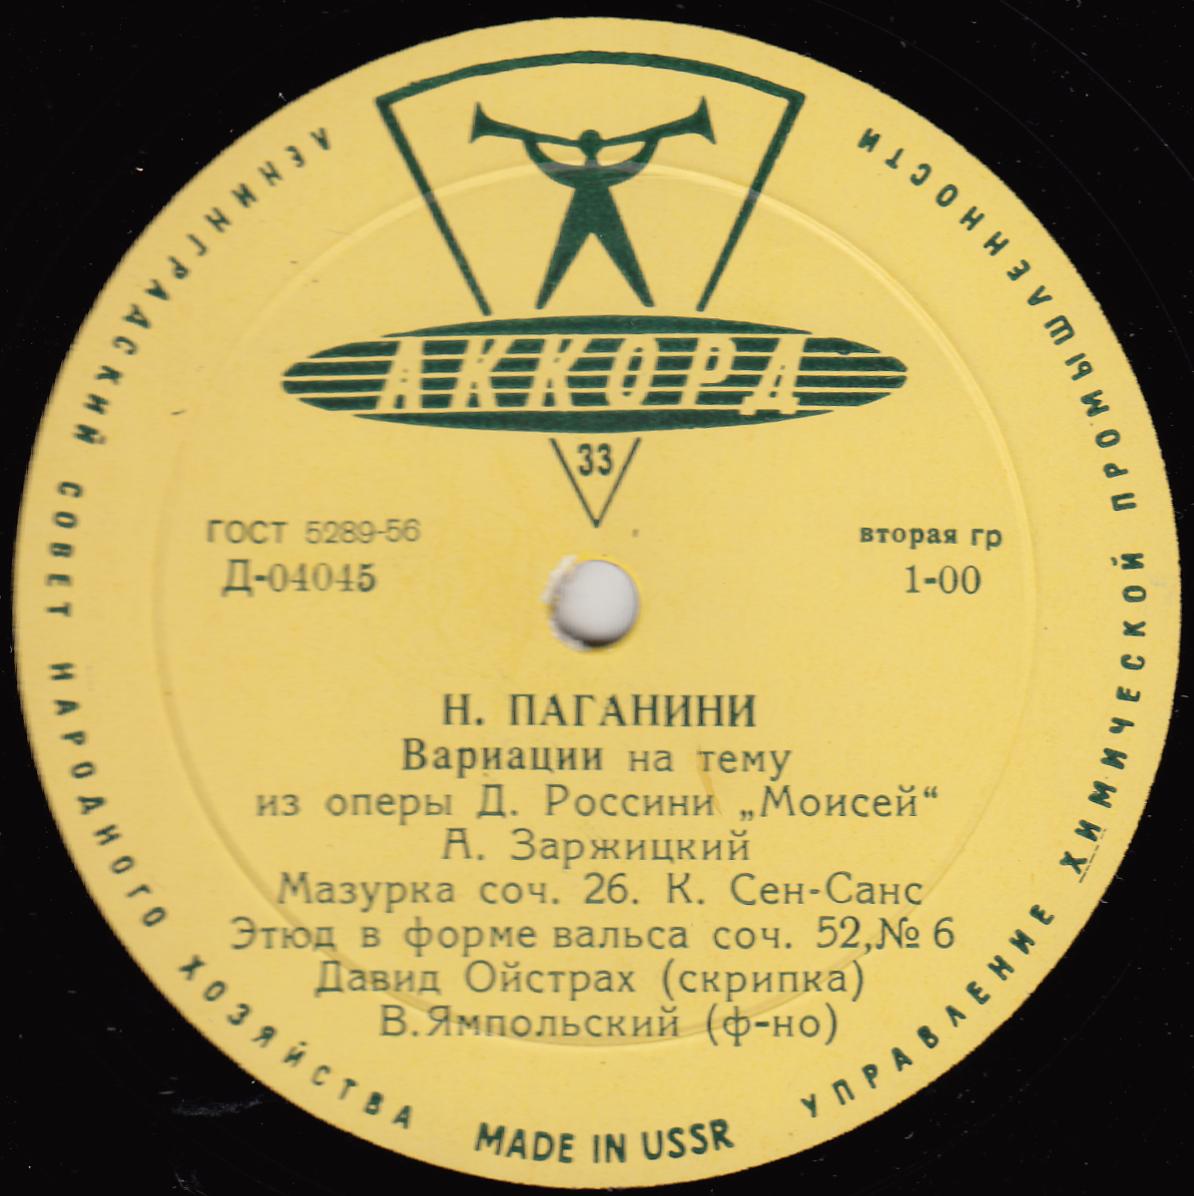 ЛЕНИНГРАДСКИЙ СОВЕТ НАРОДНОГО ХОЗЯЙСТВА
УПРАВЛЕНИЕ ХИМИЧЕСКОЙ ПРОМЫШЛЕННОСТИ
АККОРД
33
ГОСТ 5289-56
вторая гр
Д-04045
1-00
Н. ПАГАНИНИ
Вариации на тему
из оперы Д. Россини „Моисей“
А. Заржицкий
Мазурка соч. 26. К. Сен-Санс
Этюд в форме вальса соч. 52,№ 6
Давид Ойстрах (скрипка)
В.Ямпольский (ф-но)
MADE IN USSR